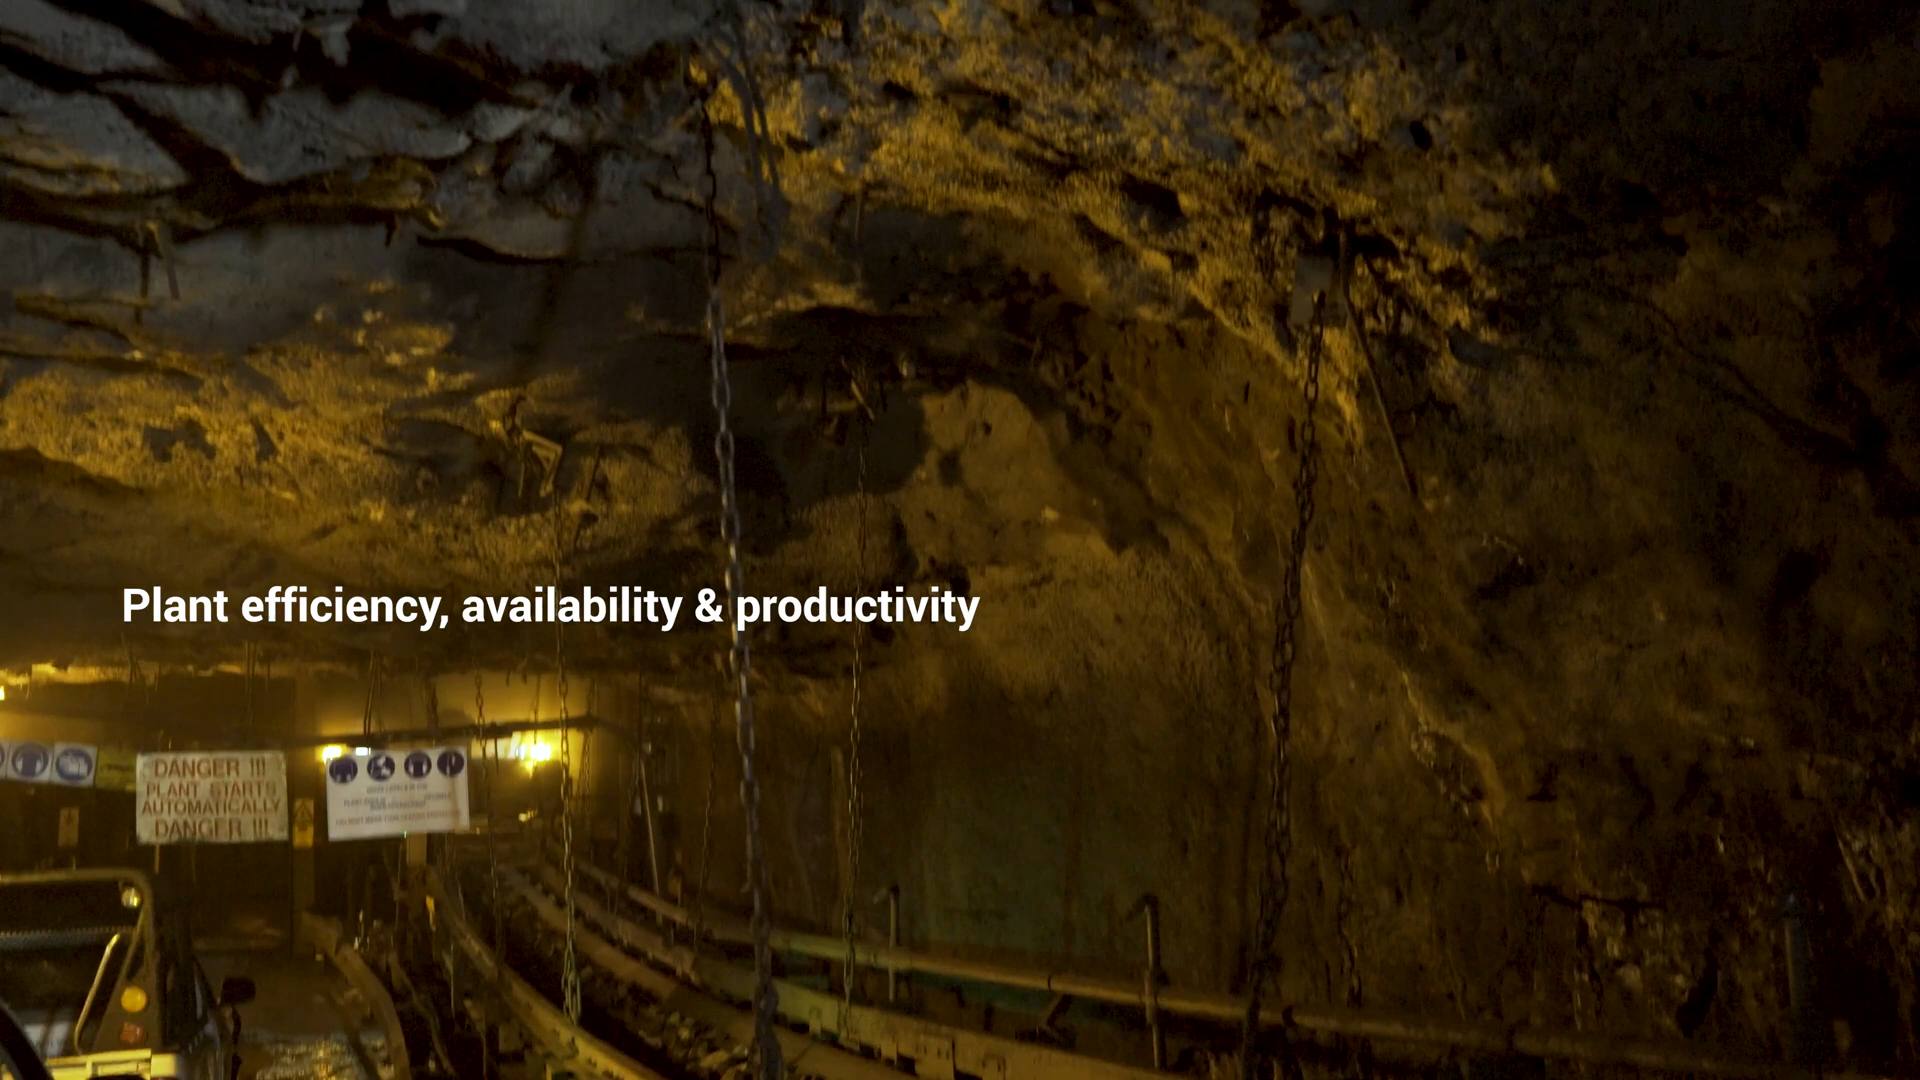 Plant efficiency, availability & productivity
DANGER !!!
PLANT STARTS
AUTOMATICALLY
DANGER !!!